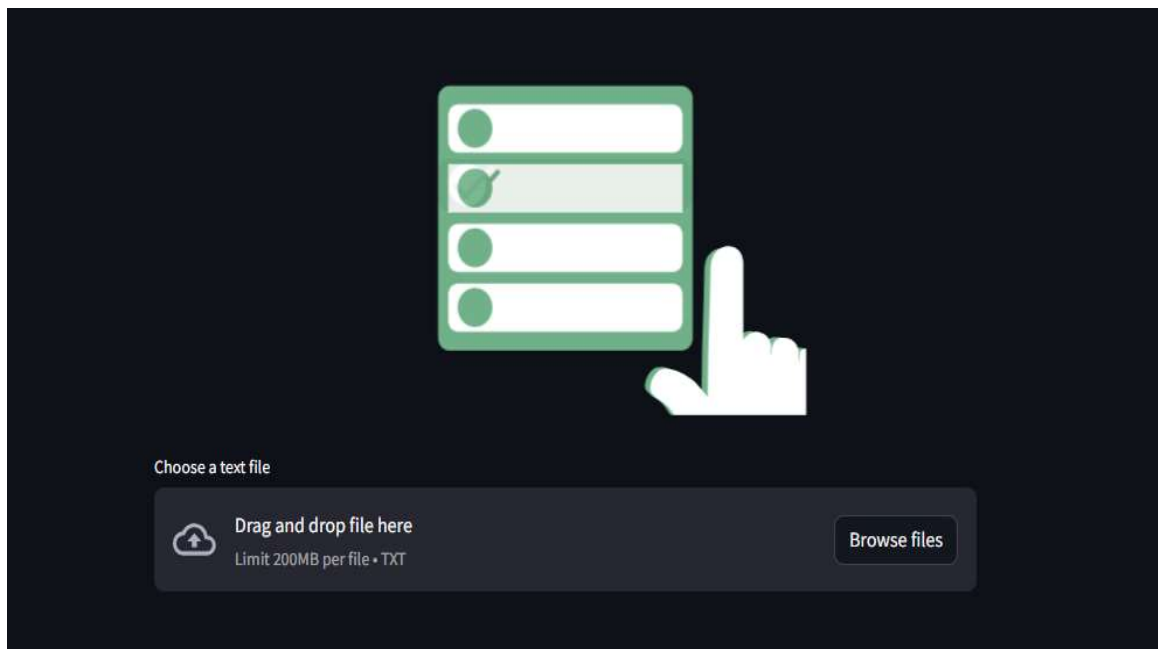 Choose a text file
Drag and drop file here
Limit 200MB per file • TXT
Browse files